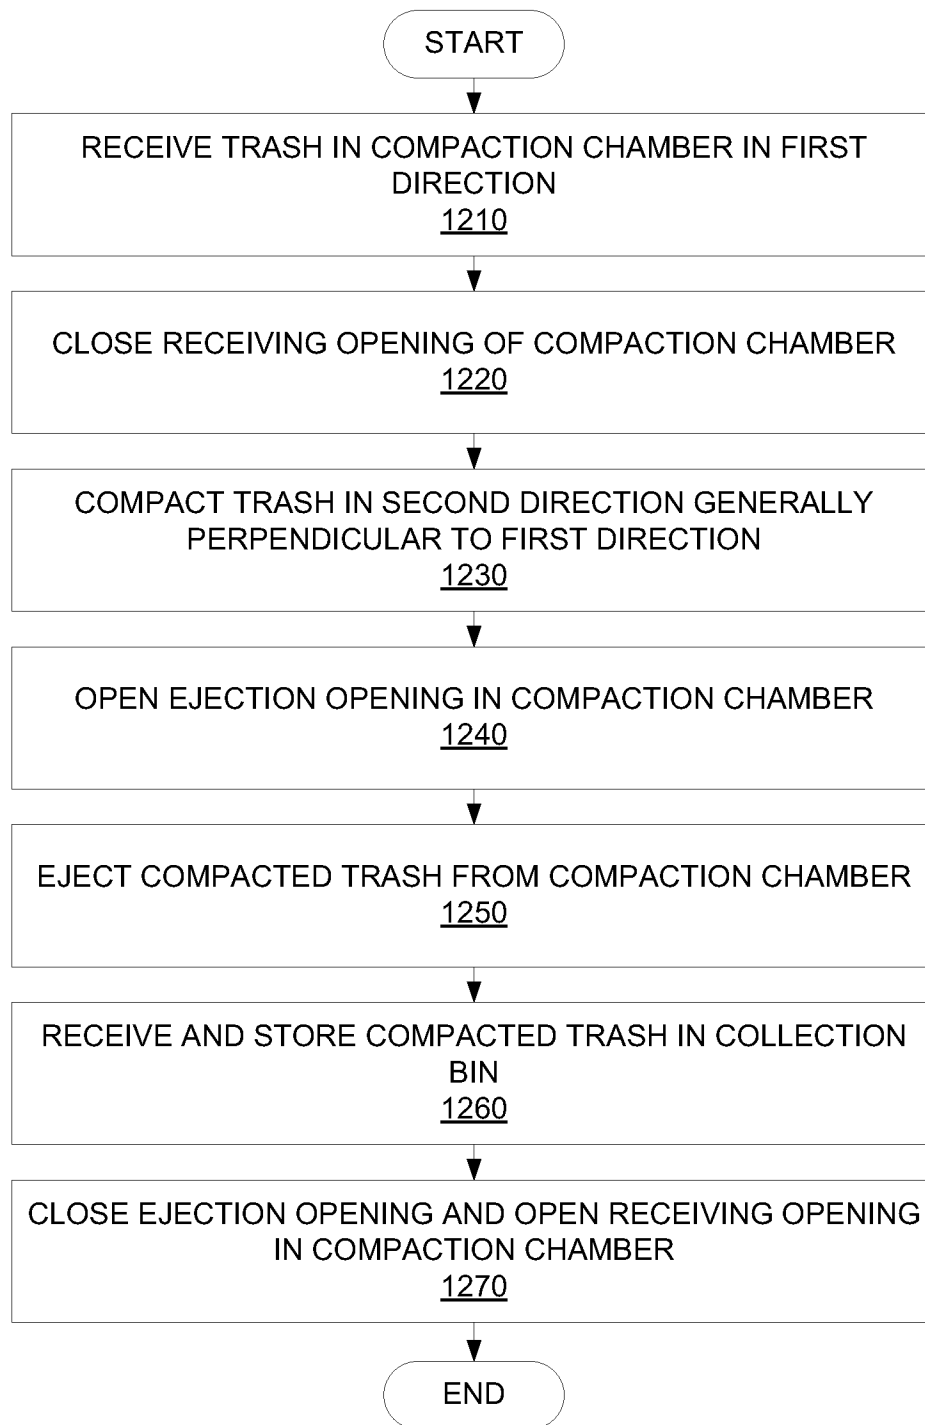 START
RECEIVE TRASH IN COMPACTION CHAMBER IN FIRST
DIRECTION
1210
CLOSE RECEIVING OPENING OF COMPACTION CHAMBER
1220
COMPACT TRASH IN SECOND DIRECTION GENERALLY
PERPENDICULAR TO FIRST DIRECTION
1230
OPEN EJECTION OPENING IN COMPACTION CHAMBER
1240
EJECT COMPACTED TRASH FROM COMPACTION CHAMBER
1250
RECEIVE AND STORE COMPACTED TRASH IN COLLECTION
BIN
1260
CLOSE EJECTION OPENING AND OPEN RECEIVING OPENING
IN COMPACTION CHAMBER
1270
END